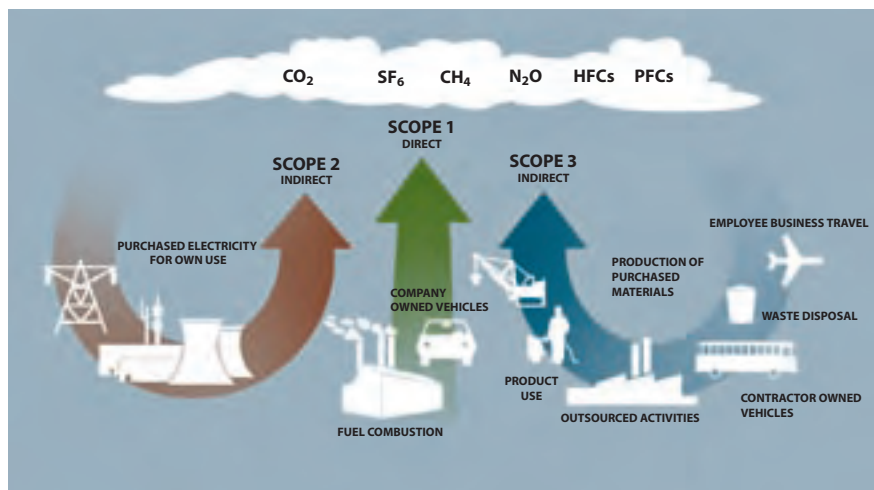 CO₂ SF₆ CH₄ N₂O HFCs PFCs
SCOPE 1
DIRECT
SCOPE 2
INDIRECT
SCOPE 3
INDIRECT
PURCHASED ELECTRICITY
FOR OWN USE
COMPANY
OWNED VEHICLES
FUEL COMBUSTION
PRODUCTION OF
PURCHASED
MATERIALS
EMPLOYEE BUSINESS TRAVEL
WASTE DISPOSAL
PRODUCT
USE
OUTSOURCED ACTIVITIES
CONTRACTOR OWNED
VEHICLES